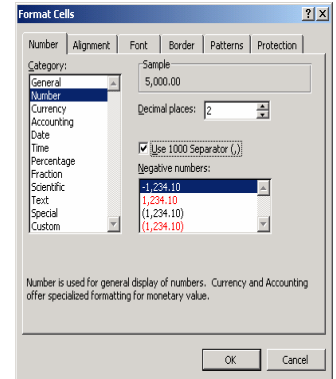 Format Cells
Number Alignment Font Border Patterns Protection
Category:
General
Number
Currency
Accounting
Date
Time
Percentage
Fraction
Scientific
Text
Special
Custom
Sample
5,000.00
Decimal places: 2
Use 1000 Separator (,)
Negative numbers:
-1,234.10
1,234.10
(1,234.10)
(1,234.10)
Number is used for general display of numbers. Currency and Accounting
offer specialized formatting for monetary value.
OK Cancel